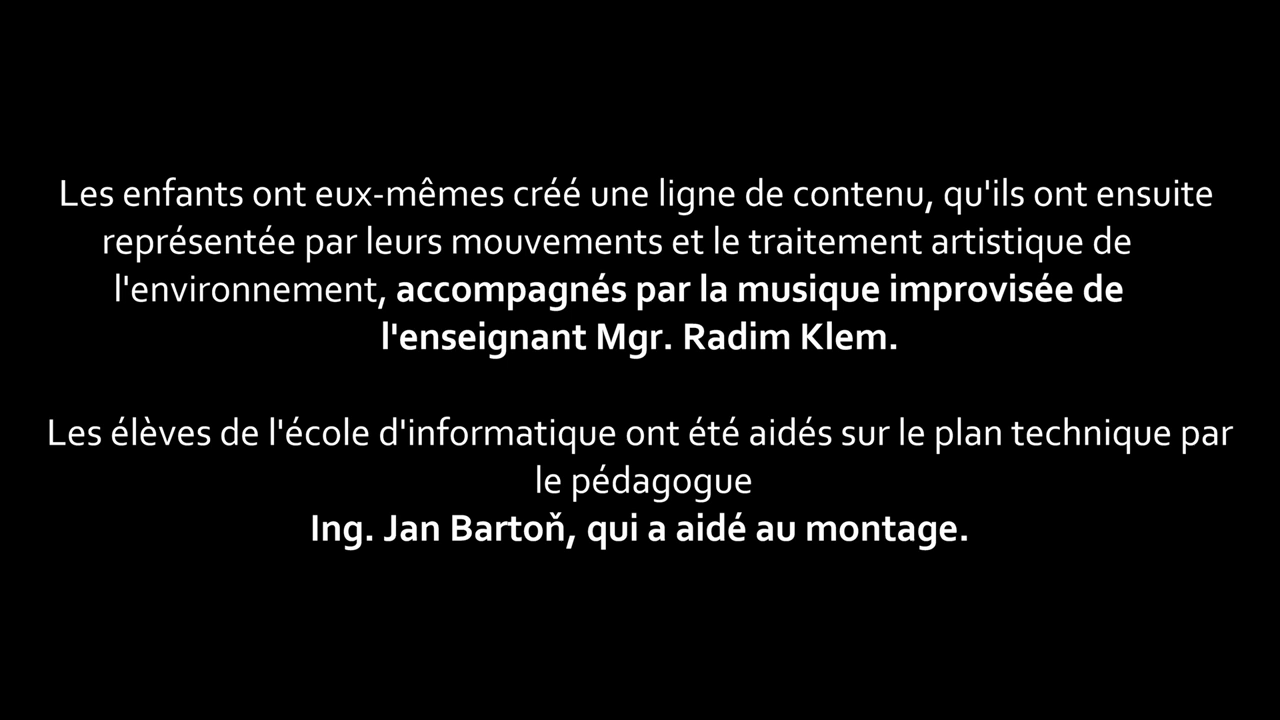 Les enfants ont eux-mêmes créé une ligne de contenu, qu'ils ont ensuite
représentée par leurs mouvements et le traitement artistique de
l'environnement, accompagnés par la musique improvisée de
l'enseignant Mgr. Radim Klem.
Les élèves de l'école d'informatique ont été aidés sur le plan technique par
le pédagogue
Ing. Jan Bartoň, qui a aidé au montage.